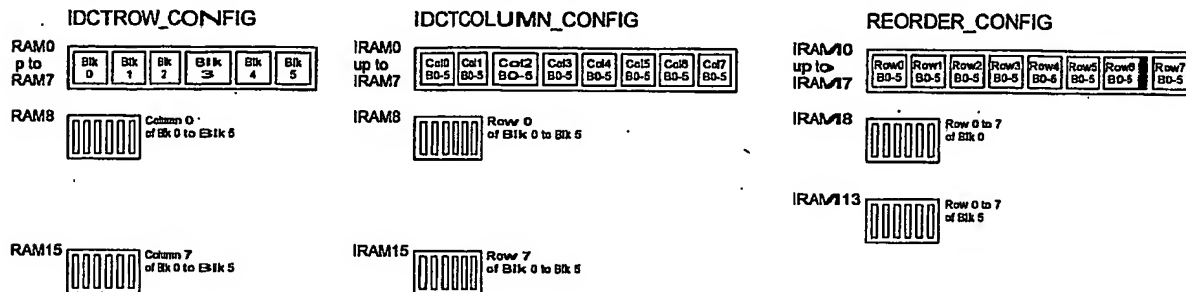 IDCTROW_CONFIG
RAM0
p to
RAM7
Blk 0 Blk 1 Blk 2 Blk 3 Blk 4 Blk 5
RAM8
Column 0
of Blk 0 to Blk 5
RAM15
Column 7
of Blk 0 to Blk 5
IDCTCOLUMN_CONFIG
IRAM0
up to
IRAM7
Col0 Col1 Col2 Col3 Col4 Col5 Col6 Col7
B0-5 B0-5 B0-5 B0-5 B0-5 B0-5 B0-5 B0-5
IRAM8
Row 0
of Blk 0 to Blk 5
IRAM15
Row 7
of Blk 0 to Blk 5
REORDER_CONFIG
IRAM0
up to
IRAM7
Row0 Row1 Row2 Row3 Row4 Row5 Row6 Row7
B0-5 B0-5 B0-5 B0-5 B0-5 B0-5 B0-5 B0-5
IRAM8
Row 0 to 7
of Blk 0
IRAM13
Row 0 to 7
of Blk 5